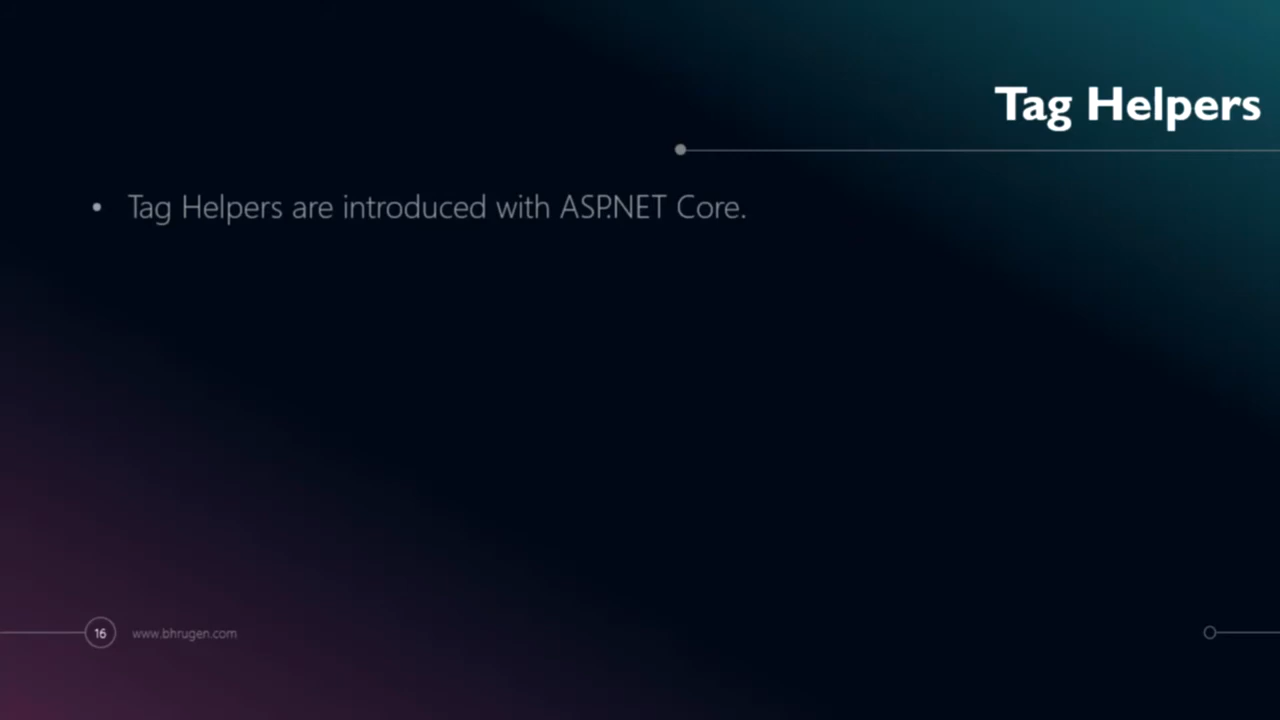 Tag Helpers
• Tag Helpers are introduced with ASP.NET Core.
16
www.bhrugen.com